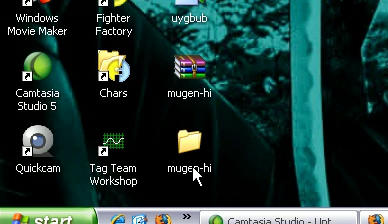 Windows
Movie Maker
Fighter
Factory
uygbub
Camtasia
Studio 5
Chars
mugen-hi
Quickcam
Tag Team
Workshop
mugen-hi
start
Camtasia Studio - Unt